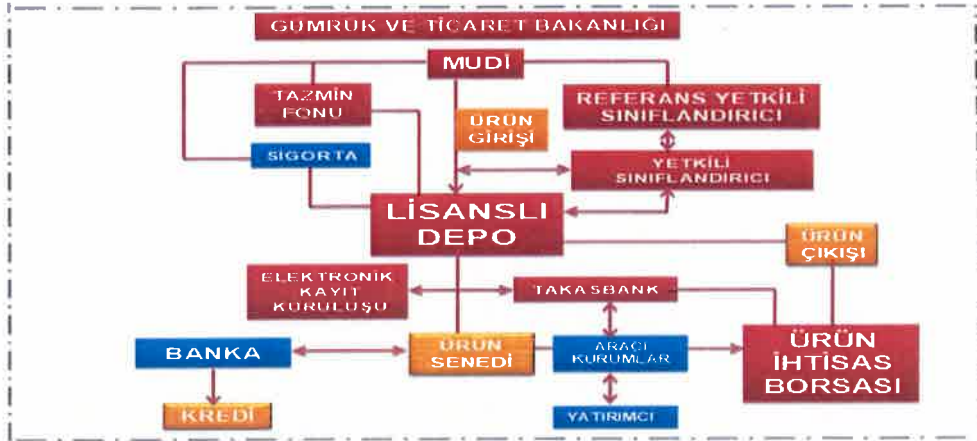 GÜMRÜK VE TİCARET BAKANLIĞI
MUDİ
TAZMİN
FONU
ÜRÜN
GİRİŞİ
REFERANS YETKİLİ
SINIFLANDIRICI
SİGORTA
YETKİLİ
SINIFLANDIRICI
LİSANSLI
DEPO
ÜRÜN
ÇIKIŞI
ELEKTRONİK
KAYIT
KURULUŞU
TAKASBANK
BANKA
ÜRÜN
SENEDİ
ARACI
KURUMLAR
ÜRÜN
İHTİSAS
BORSASI
KREDİ
YATIRIMCI